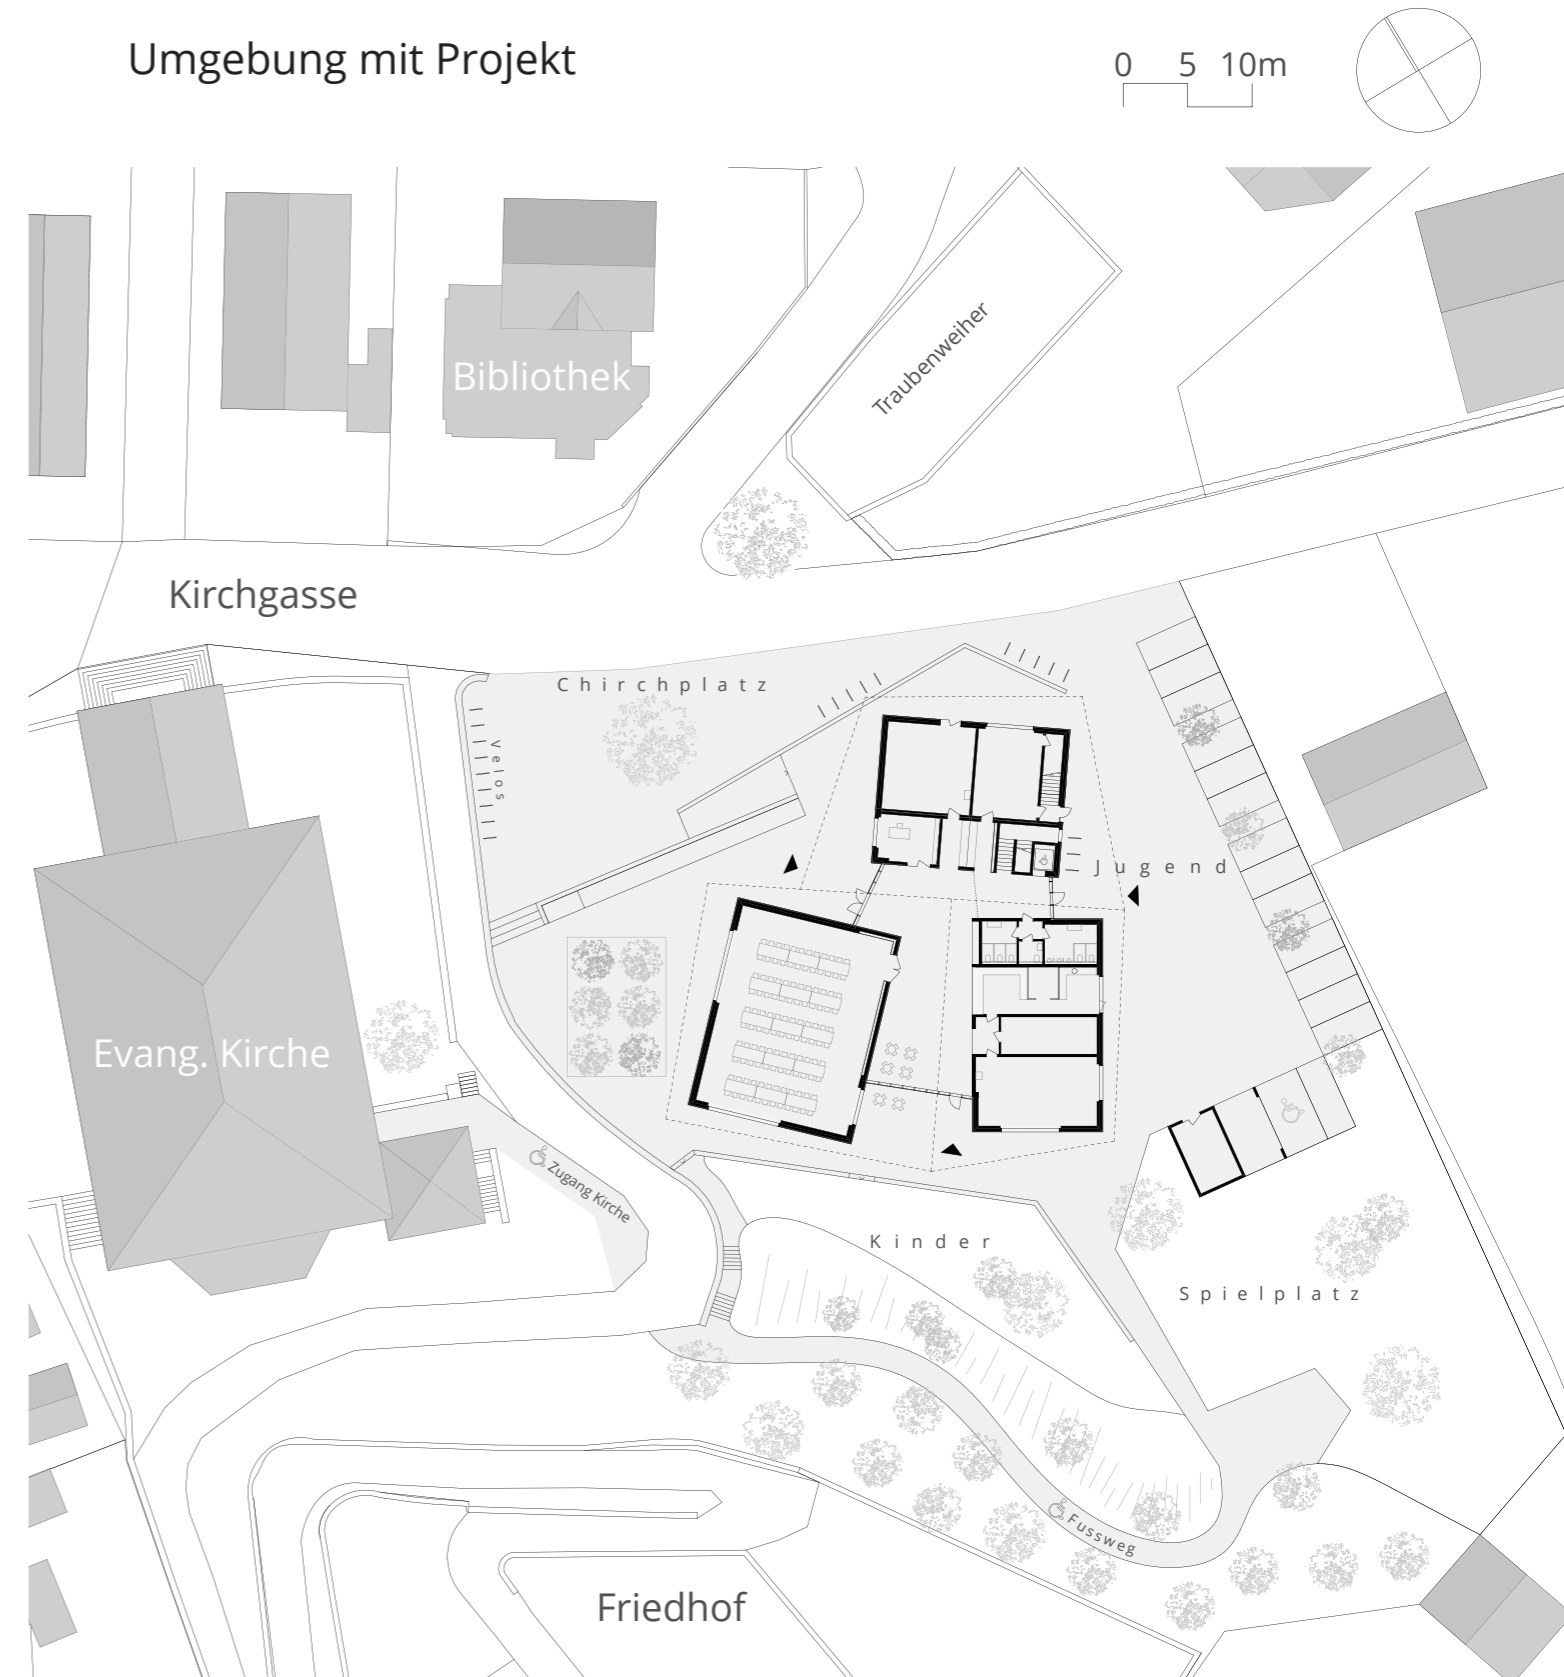 Umgebung mit Projekt
0 5 10m
Bibliothek
Traubenweiher
Kirchgasse
Chirchplatz
Velos
Jugend
Evang. Kirche
Zugang Kirche
Kinder
Spielplatz
Fussweg
Friedhof